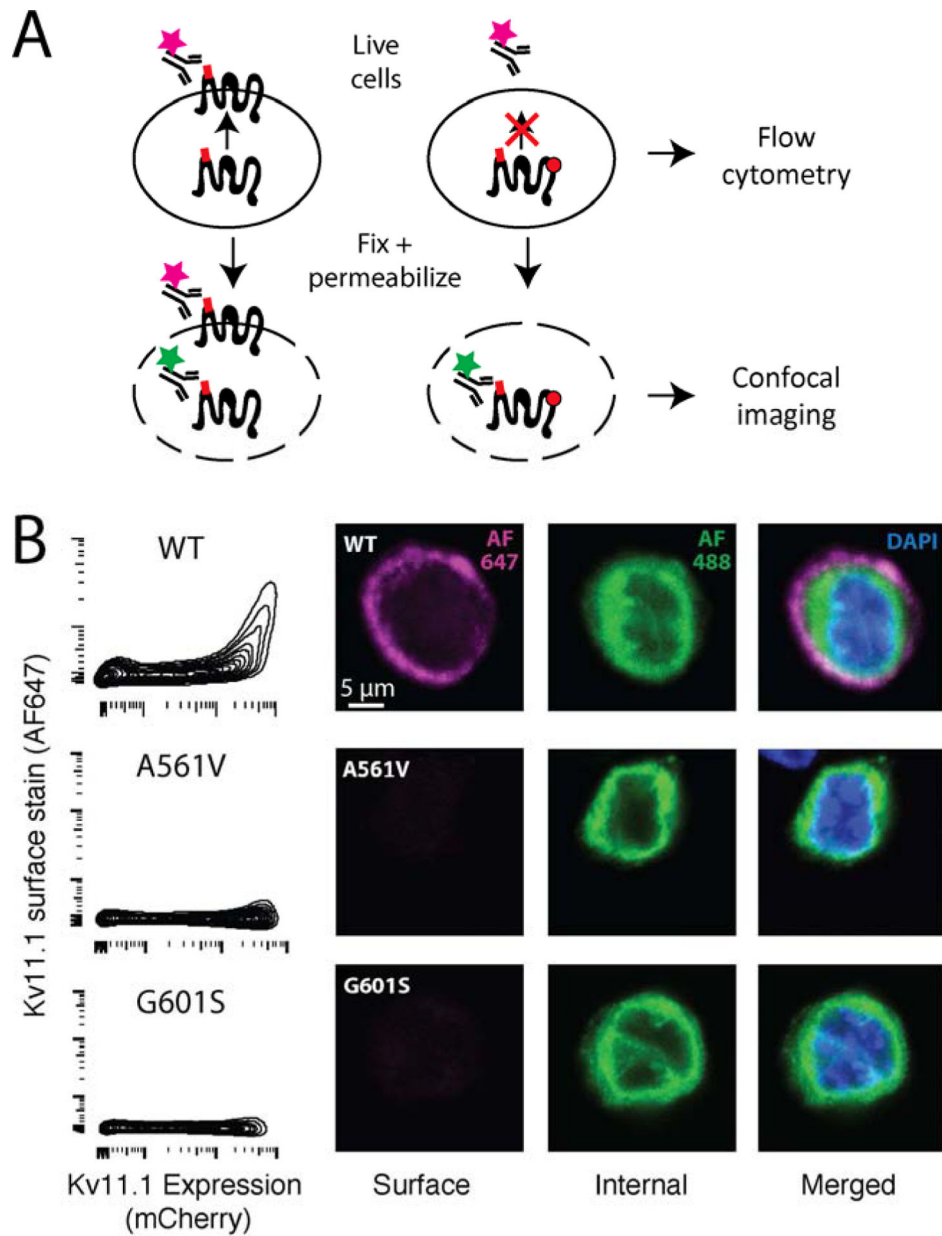 A
Live
cells
Flow
cytometry
Fix +
permeabilize
Confocal
imaging
B
WT
WT
AF
647
AF
488
DAPI
5 µm
A561V
A561V
G601S
G601S
Kv11.1 surface stain (AF647)
Kv11.1 Expression
(mCherry)
Surface
Internal
Merged